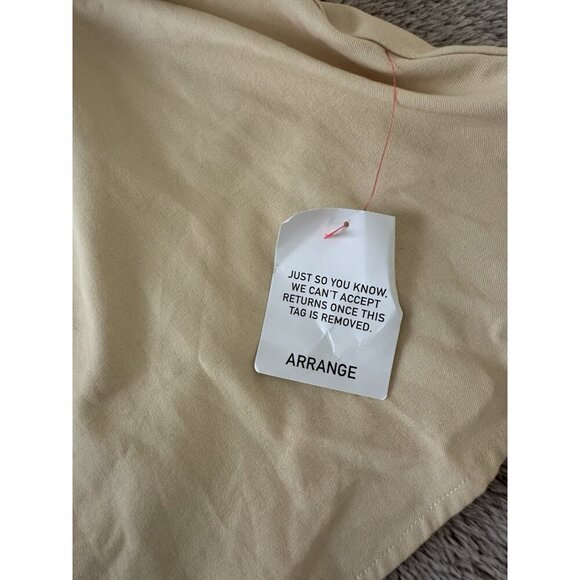 JUST SO YOU KNOW,
WE CAN'T ACCEPT
RETURNS ONCE THIS
TAG IS REMOVED.
ARRANGE